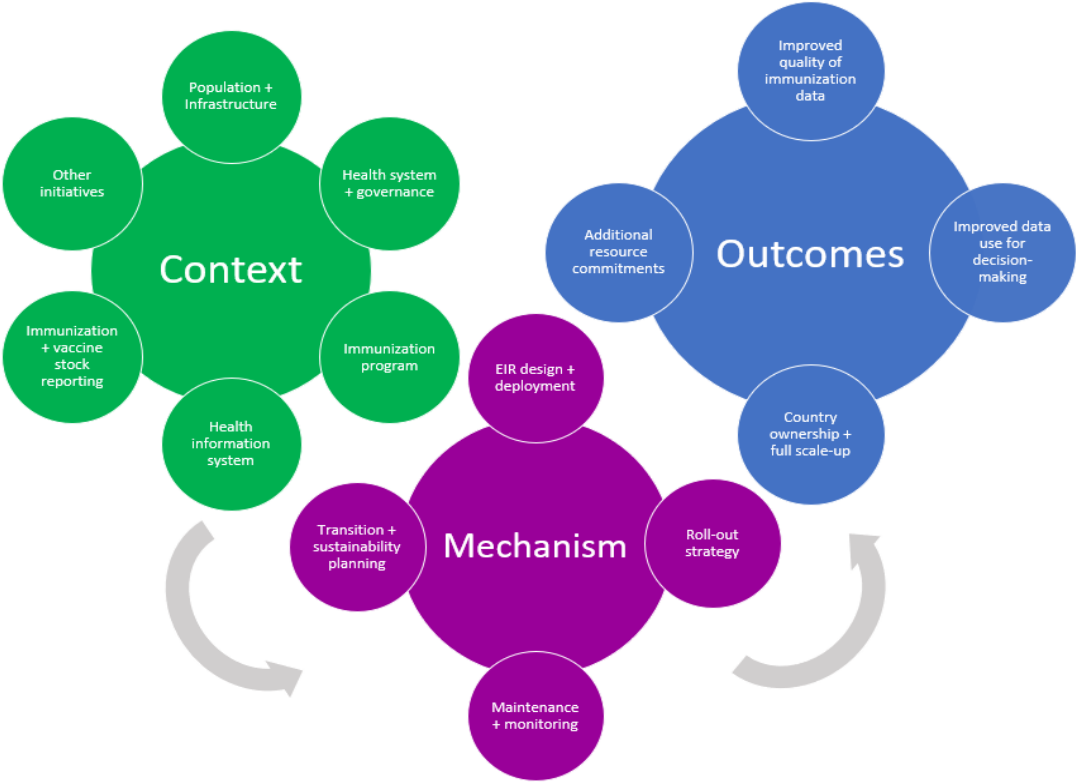 Population +
Infrastructure
Health system
+ governance
Immunization
program
Health
information
system
Immunization
+ vaccine
stock
reporting
Other
initiatives
Context
EIR design +
deployment
Roll-out
strategy
Maintenance
+ monitoring
Transition +
sustainability
planning
Mechanism
Improved
quality of
immunization
data
Improved data
use for
decision-
making
Country
ownership +
full scale-up
Additional
resource
commitments
Outcomes